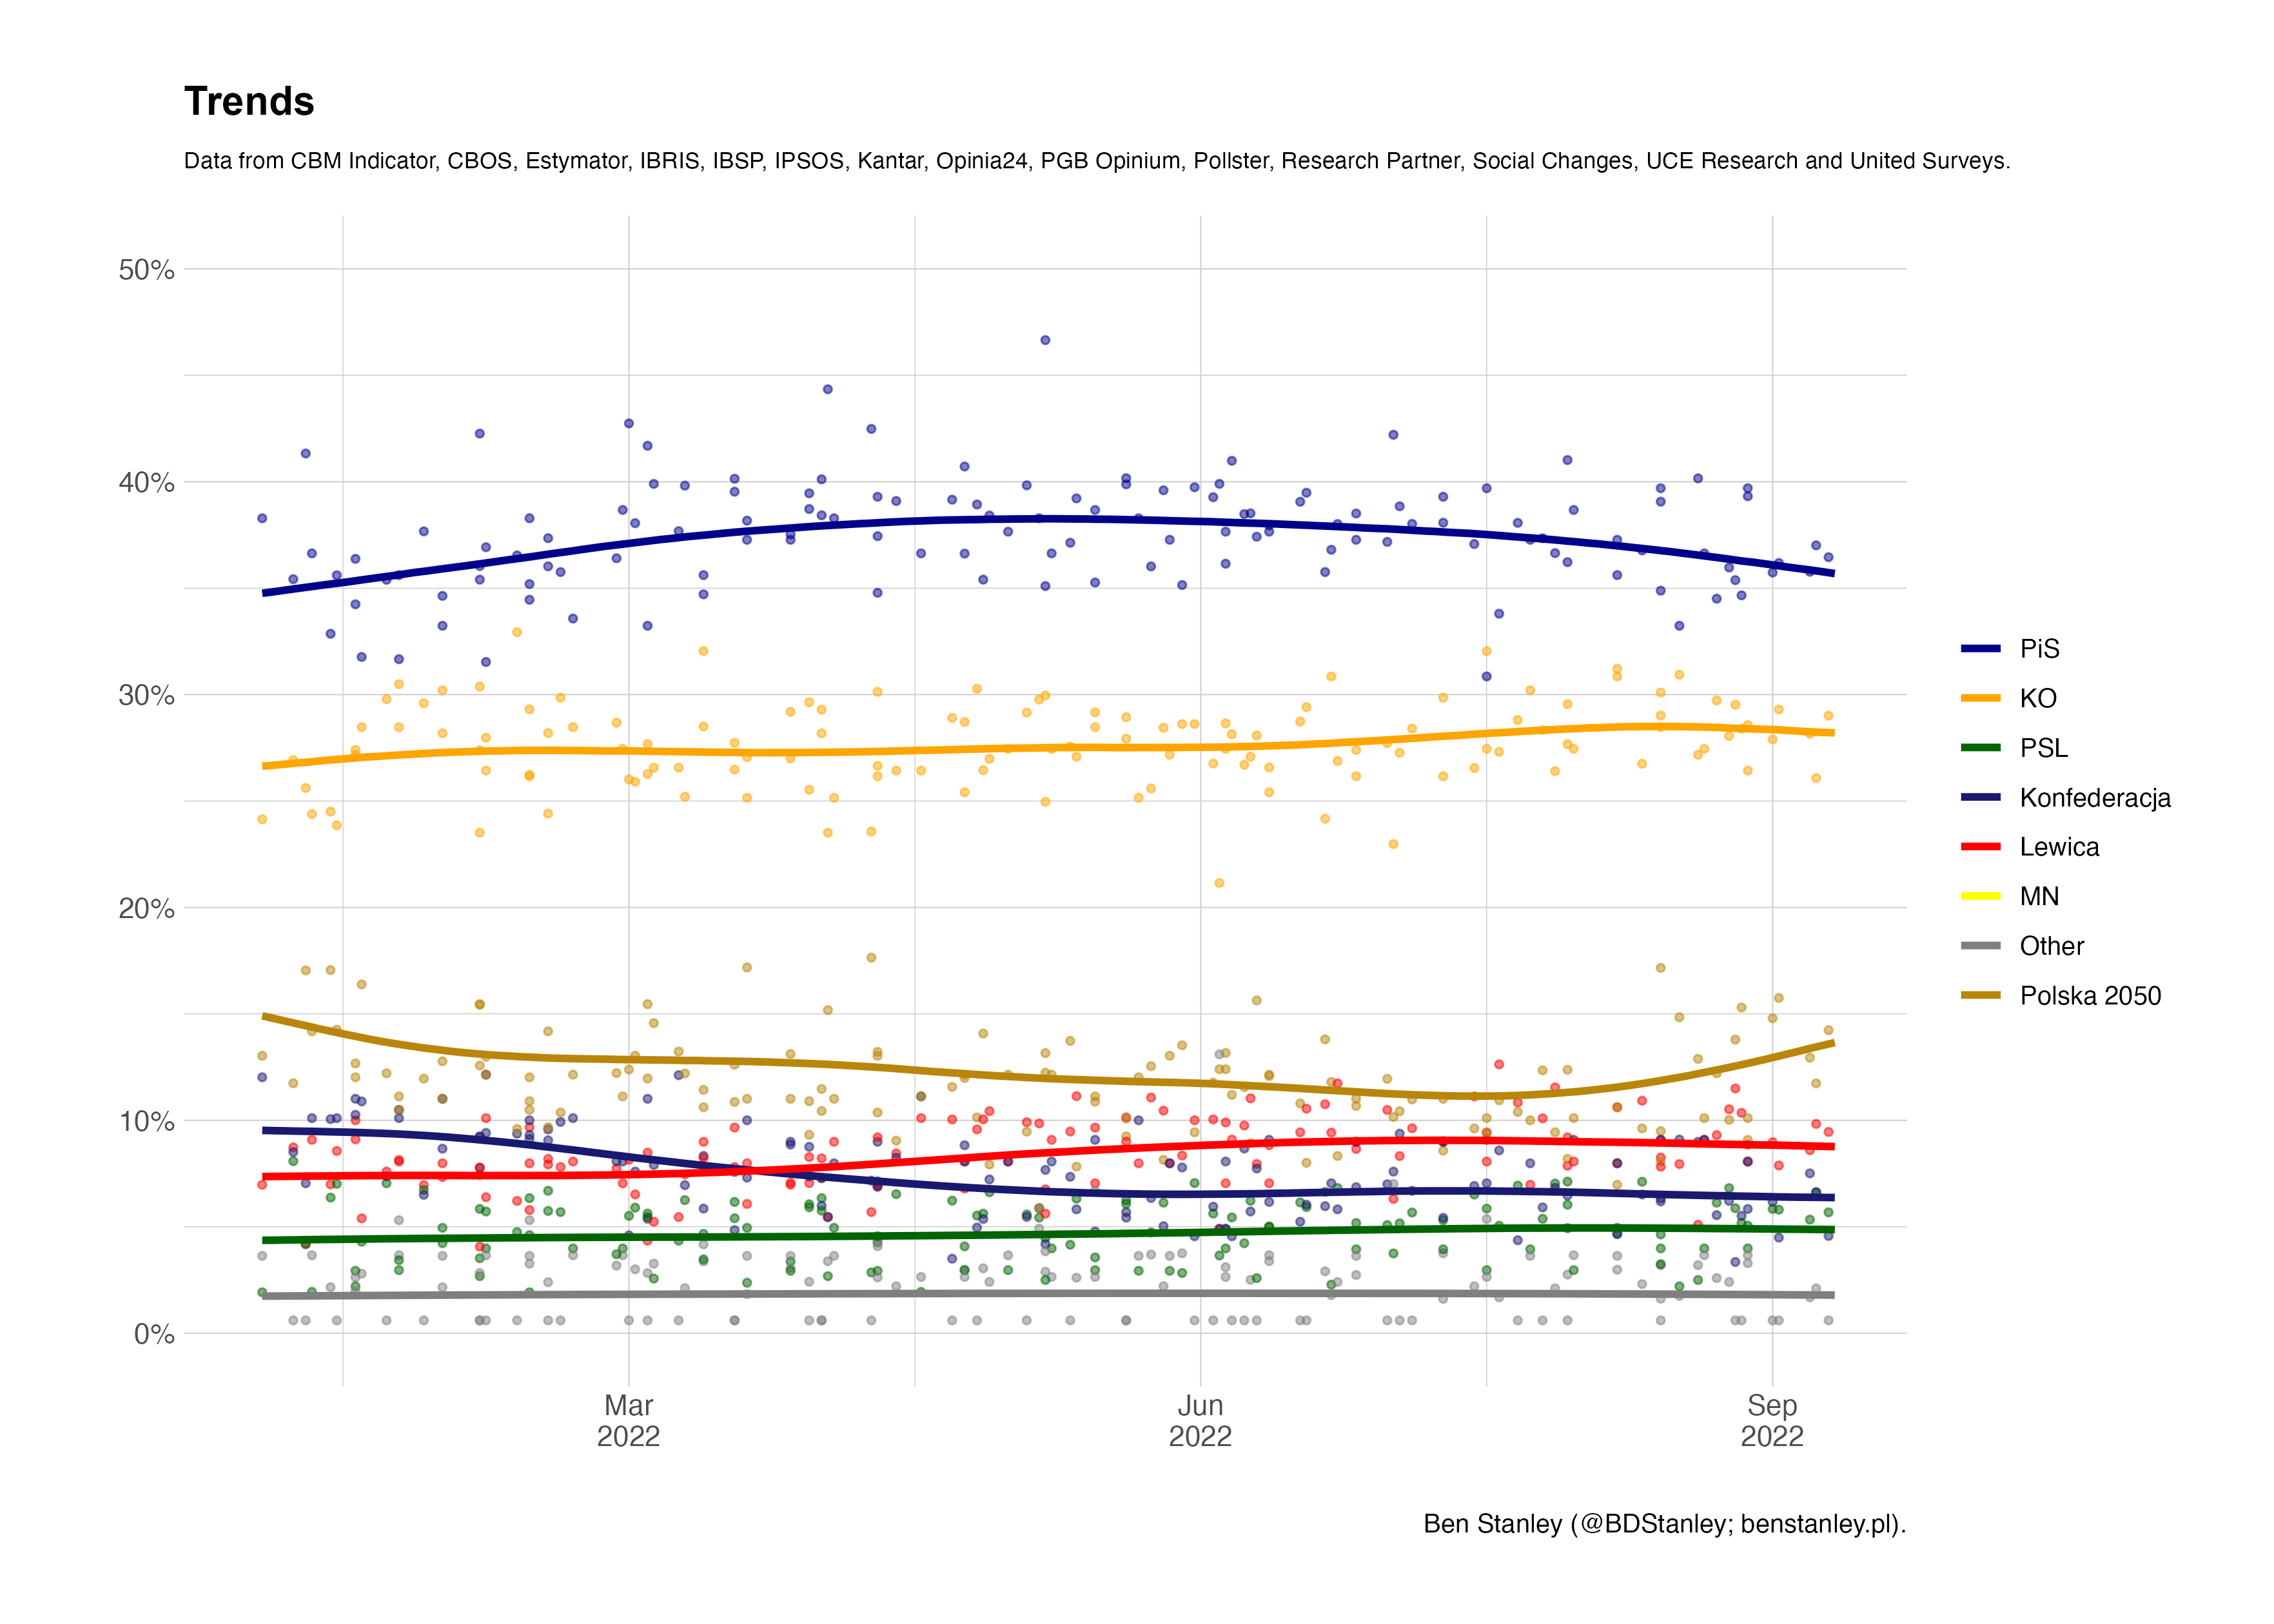 Trends
Data from CBM Indicator, CBOS, Estymator, IBRIS, IBSP, IPSOS, Kantar, Opinia24, PGB Opinium, Pollster, Research Partner, Social Changes, UCE Research and United Surveys.
50%
40%
30%
20%
10%
0%
Mar
2022
Jun
2022
Sep
2022
PiS
KO
PSL
Konfederacja
Lewica
MN
Other
Polska 2050
Ben Stanley (@BDStanley; benstanley.pl).